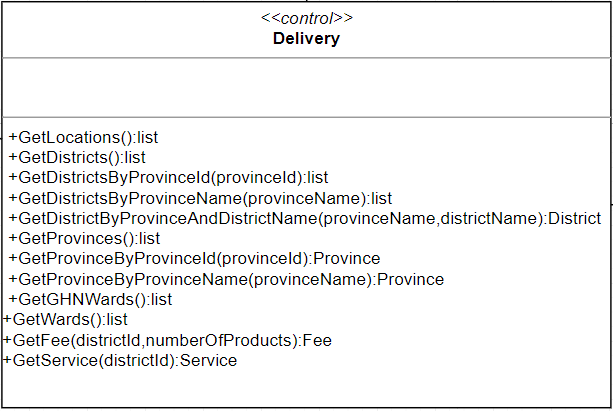 <<control>>
Delivery
+GetLocations():list
+GetDistricts():list
+GetDistrictsByProvinceId(provinceId):list
+GetDistrictsByProvinceName(provinceName):list
+GetDistrictByProvinceAndDistrictName(provinceName,districtName):District
+GetProvinces():list
+GetProvinceByProvinceId(provinceId):Province
+GetProvinceByProvinceName(provinceName):Province
+GetGHNWards():list
+GetWards():list
+GetFee(districtId,numberOfProducts):Fee
+GetService(districtId):Service